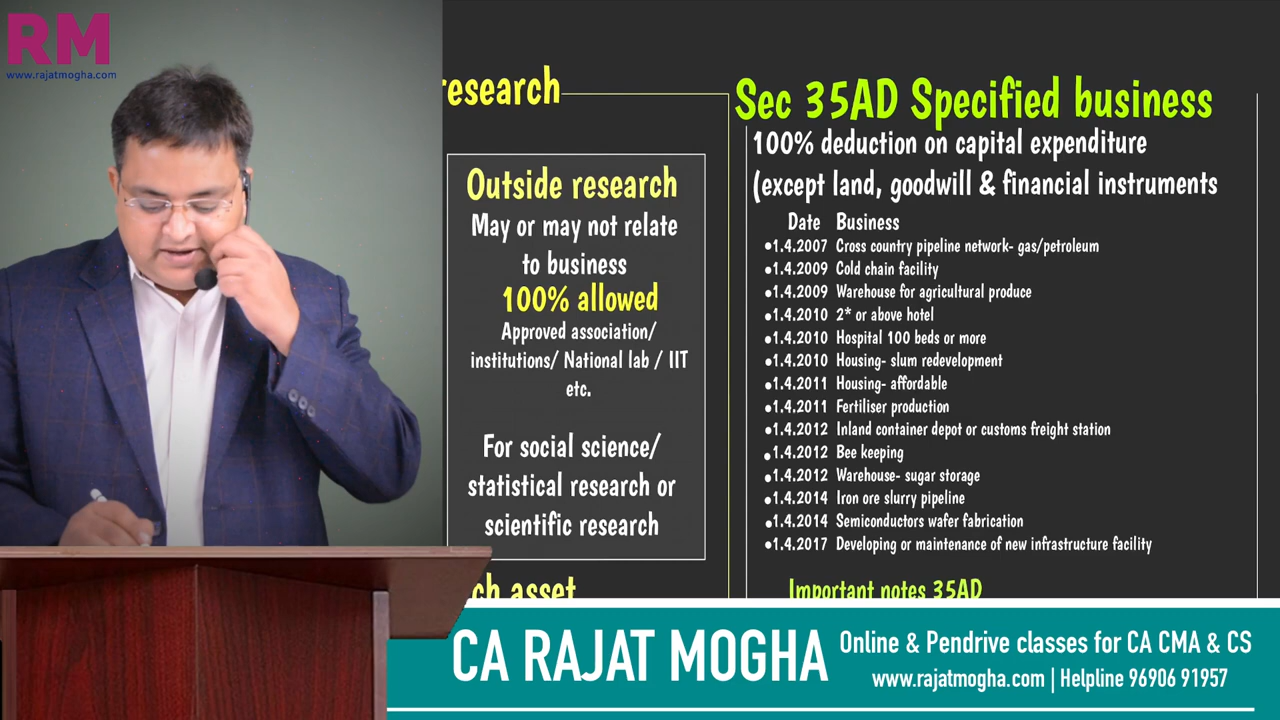 RM
www.rajatmogha.com
research
Outside research
May or may not relate
to business
100% allowed
Approved association/
institutions/ National lab / IIT
etc.
For social science/
statistical research or
scientific research
ch asset
Sec 35AD Specified business
100% deduction on capital expenditure
(except land, goodwill & financial instruments
Date Business
•1.4.2007 Cross country pipeline network- gas/petroleum
•1.4.2009 Cold chain facility
•1.4.2009 Warehouse for agricultural produce
•1.4.2010 2* or above hotel
•1.4.2010 Hospital 100 beds or more
•1.4.2010 Housing- slum redevelopment
•1.4.2011 Housing- affordable
•1.4.2011 Fertiliser production
•1.4.2012 Inland container depot or customs freight station
•1.4.2012 Bee keeping
•1.4.2012 Warehouse- sugar storage
•1.4.2014 Iron ore slurry pipeline
•1.4.2014 Semiconductors wafer fabrication
•1.4.2017 Developing or maintenance of new infrastructure facility
Important notes 35AD
CA RAJAT MOGHA
Online & Pendrive classes for CA CMA & CS
www.rajatmogha.com | Helpline 96906 91957